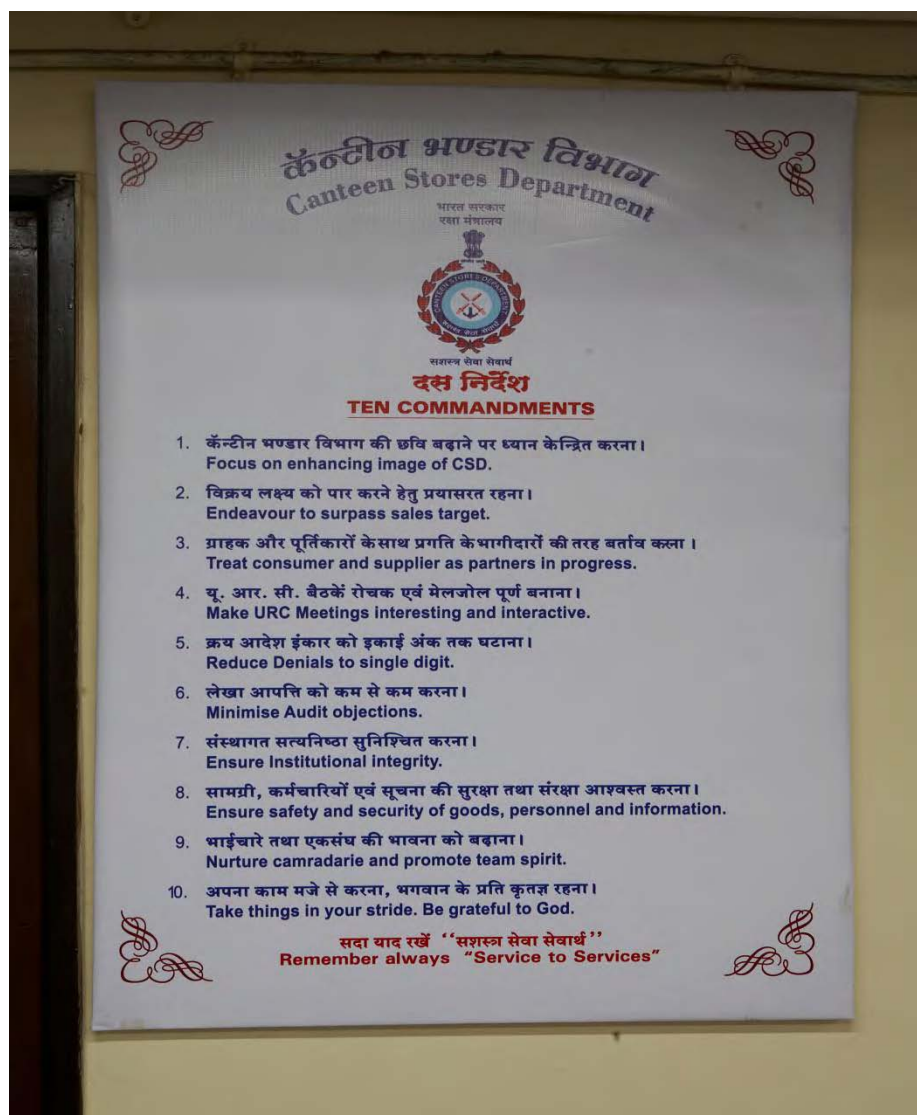 कॅन्टीन भण्डार विभाग
Canteen Stores Department
भारत सरकार
रक्षा मंत्रालय
CANTEEN STORES DEPARTMENT
सशस्त्र सेवा सेवार्थ
सशस्त्र सेवा सेवार्थ
दस निर्देश
TEN COMMANDMENTS
1. कॅन्टीन भण्डार विभाग की छवि बढ़ाने पर ध्यान केन्द्रित करना।
Focus on enhancing image of CSD.
2. विक्रय लक्ष्य को पार करने हेतु प्रयासरत रहना।
Endeavour to surpass sales target.
3. ग्राहक और पूर्तिकारों केसाथ प्रगति केभागीदारों की तरह बर्ताव कला ।
Treat consumer and supplier as partners in progress.
4. यू. आर. सी. बैठकें रोचक एवं मेलजोल पूर्ण बनाना।
Make URC Meetings interesting and interactive.
5. क्रय आदेश इंकार को इकाई अंक तक घटाना।
Reduce Denials to single digit.
6. लेखा आपत्ति को कम से कम करना।
Minimise Audit objections.
7. संस्थागत सत्यनिष्ठा सुनिश्चित करना।
Ensure Institutional integrity.
8. सामग्री, कर्मचारियों एवं सूचना की सुरक्षा तथा संरक्षा आश्वस्त करना।
Ensure safety and security of goods, personnel and information.
9. भाईचारे तथा एकसंघ की भावना को बढ़ाना।
Nurture camradarie and promote team spirit.
10. अपना काम मजे से करना, भगवान के प्रति कृतज्ञ रहना।
Take things in your stride. Be grateful to God.
सदा याद रखें ‘‘सशस्त्र सेवा सेवार्थ’’
Remember always “Service to Services”